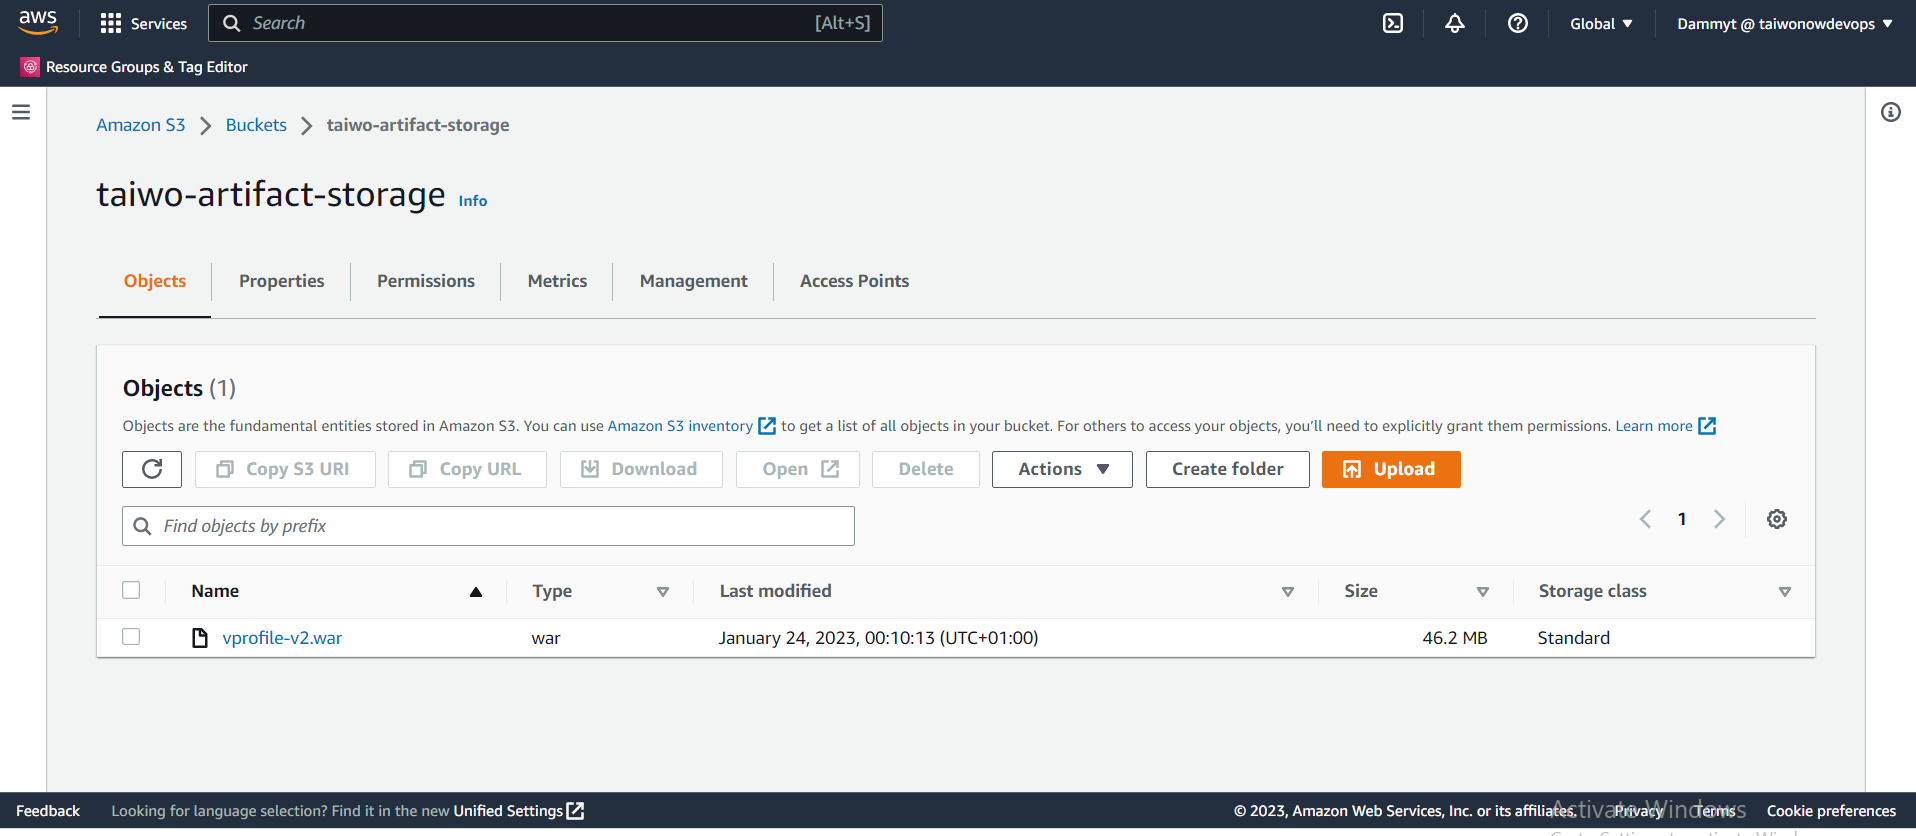 aws Services Search [Alt+S] Global Dammyt @ taiwonowdevops
Resource Groups & Tag Editor
Amazon S3 Buckets taiwo-artifact-storage
taiwo-artifact-storage Info
Objects Properties Permissions Metrics Management Access Points
Objects (1)
Objects are the fundamental entities stored in Amazon S3. You can use Amazon S3 inventory to get a list of all objects in your bucket. For others to access your objects, you'll need to explicitly grant them permissions. Learn more
Copy S3 URI Copy URL Download Open Delete Actions Create folder Upload
Find objects by prefix 1
Name Type Last modified Size Storage class
vprofile-v2.war war January 24, 2023, 00:10:13 (UTC+01:00) 46.2 MB Standard
Feedback Looking for language selection? Find it in the new Unified Settings © 2023, Amazon Web Services, Inc. or its affiliates. Privacy Terms Cookie preferences
Activate Windows